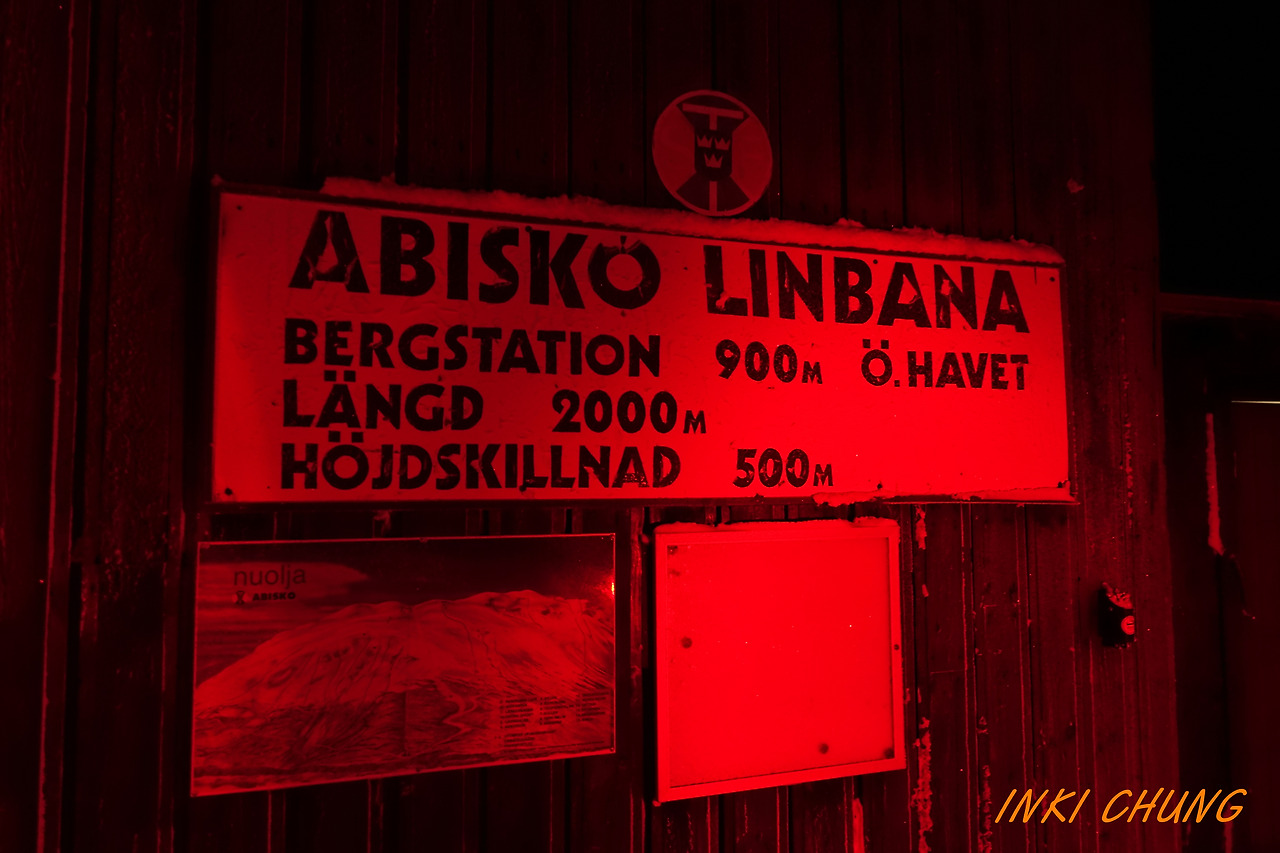 ABISKO LINBANA
BERGSTATION 900M Ö.HAVET
LÄNGD 2000M
HÖJDSKILLNAD 500M
nuolja
ABISKO
INKI CHUNG